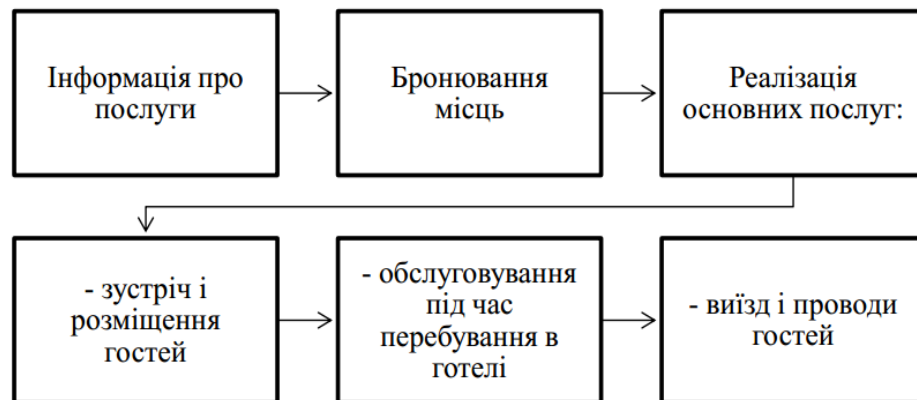 Інформація про
послуги
Бронювання
місць
Реалізація
основних послуг:
- зустріч і
розміщення
гостей
- обслуговування
під час
перебування в
готелі
- виїзд і проводи
гостей